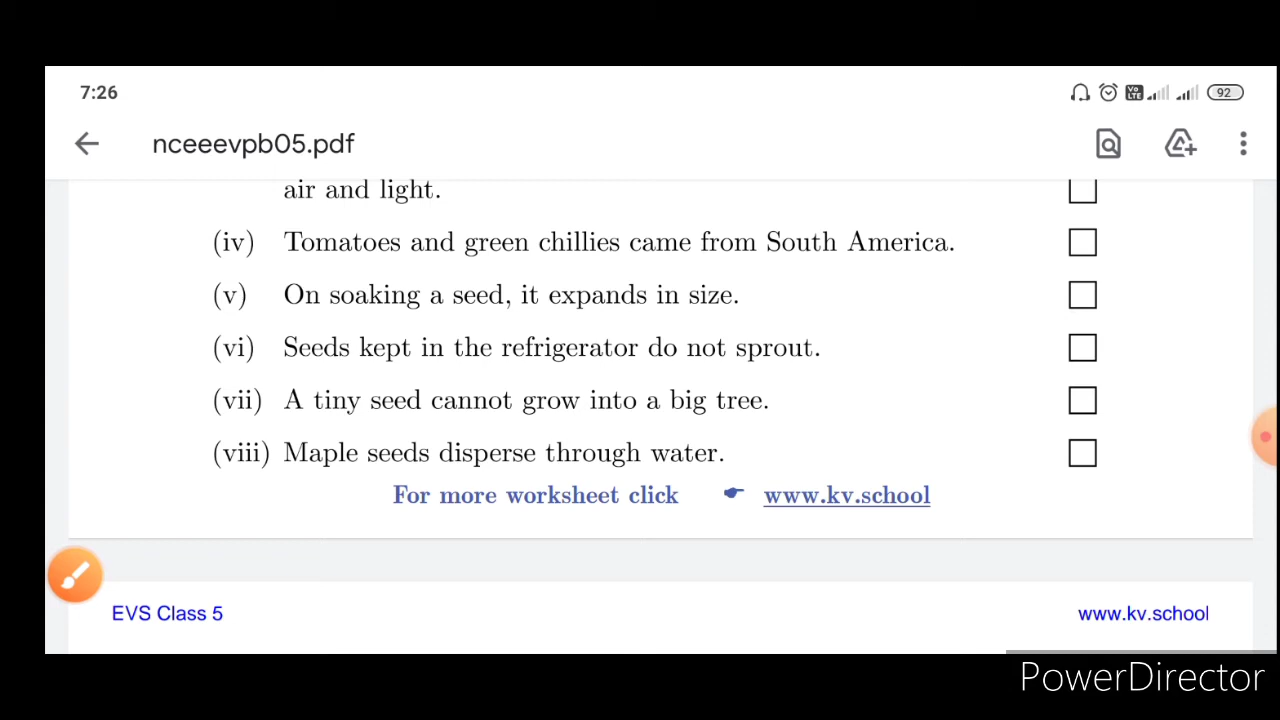 7:26
Vo LTE
92
nceeevpb05.pdf
air and light.
(iv) Tomatoes and green chillies came from South America.
(v) On soaking a seed, it expands in size.
(vi) Seeds kept in the refrigerator do not sprout.
(vii) A tiny seed cannot grow into a big tree.
(viii) Maple seeds disperse through water.
For more worksheet click ☛ www.kv.school
EVS Class 5
www.kv.school
PowerDirector